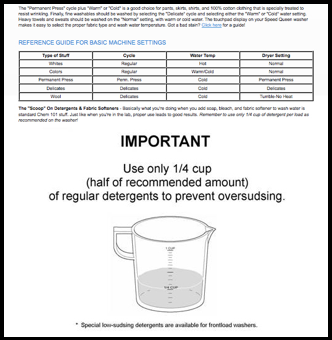 The "Permanent Press" cycle plus "Warm" or "Cold" is a good choice for pants, skirts, shirts, and 100% cotton clothing that is specially treated to
resist wrinkling. Finally, fine washables should be washed by selecting the "Delicate" cycle and selecting either the "Warm" or "Cold" water setting.
Heavy towels and sweats should be washed on the "Normal" setting, with warm or cold water. The touchpad display on your Speed Queen washer
makes it easy to select the proper fabric type and wash water temperature. Got a bad stain? Click here for a guide!
REFERENCE GUIDE FOR BASIC MACHINE SETTINGS
Type of Stuff Cycle Water Temp Dryer Setting
Whites Regular Hot Normal
Colors Regular Warm/Cold Normal
Permanent Press Perm. Press Cold Permanent Press
Delicates Delicates Cold Delicates
Wool Delicates Cold Tumble-No Heat
The "Scoop" On Detergents & Fabric Softeners - Basically what you're doing when you add soap, bleach, and fabric softener to wash water is
standard Chem 101 stuff. Just like when you're in the lab, proper use leads to good results. Remember to use only 1/4 cup of detergent per load as
recommended on the washer!
IMPORTANT
Use only 1/4 cup
(half of recommended amount)
of regular detergents to prevent oversudsing.
* Special low-sudsing detergents are available for frontload washers.